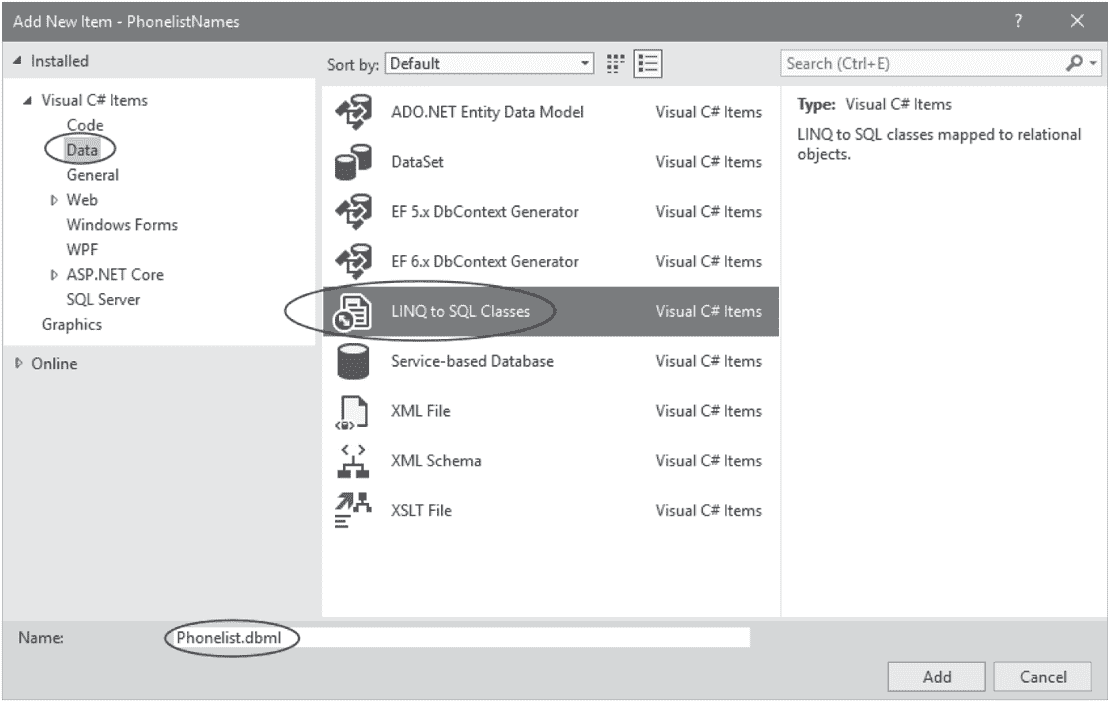 Add New Item - PhonelistNames ?
Installed
Sort by: Default
Search (Ctrl+E)
Visual C# Items
Code
Data
General
Web
Windows Forms
WPF
ASP.NET Core
SQL Server
Graphics
Online
ADO.NET Entity Data Model Visual C# Items
DataSet Visual C# Items
EF 5.x DbContext Generator Visual C# Items
EF 6.x DbContext Generator Visual C# Items
LINQ to SQL Classes Visual C# Items
Service-based Database Visual C# Items
XML File Visual C# Items
XML Schema Visual C# Items
XSLT File Visual C# Items
Type: Visual C# Items
LINQ to SQL classes mapped to relational
objects.
Name: Phonelist.dbml
Add Cancel